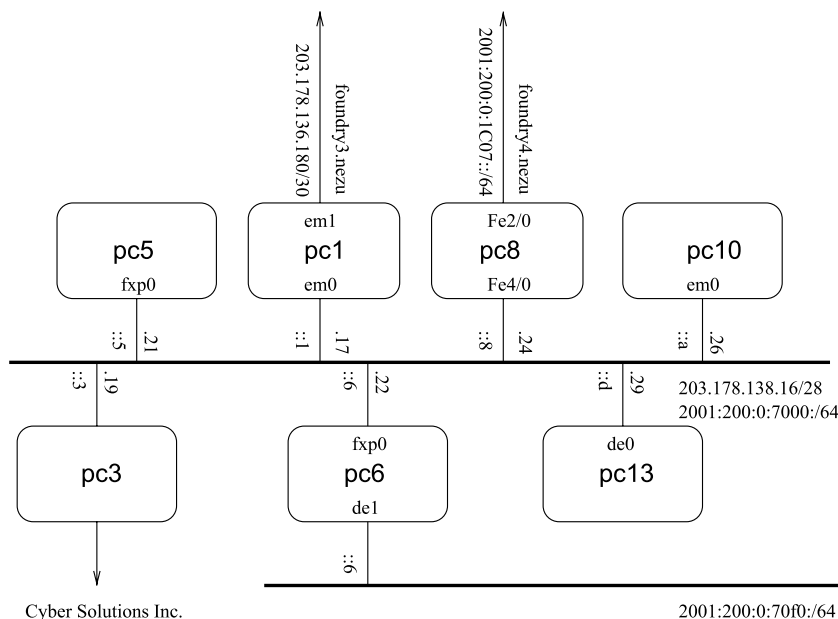 203.178.136.180/30
foundry3.nezu
2001:200:0:1C07::/64
foundry4.nezu
em1
Fe2/0
pc5
pc1
pc8
pc10
fxp0
em0
Fe4/0
em0
::5
.21
::1
.17
::8
.24
::a
.26
::3
.19
::6
.22
::d
.29
203.178.138.16/28
2001:200:0:7000:/64
fxp0
de0
pc3
pc6
pc13
de1
::6
Cyber Solutions Inc.
2001:200:0:70f0:/64